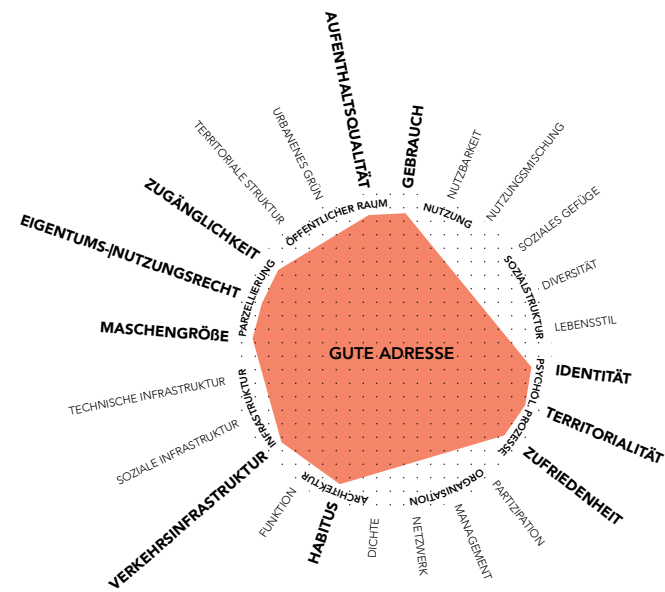 AUFENTHALTSQUALITÄT
GEBRAUCH
NUTZBARKEIT
NUTZUNGSMISCHUNG
SOZIALES GEFÜGE
DIVERSITÄT
LEBENSSTIL
IDENTITÄT
TERRITORIALITÄT
ZUFRIEDENHEIT
PARTIZIPATION
MANAGEMENT
NETZWERK
DICHTE
HABITUS
FUNKTION
VERKEHRSINFRASTRUKTUR
SOZIALE INFRASTRUKTUR
TECHNISCHE INFRASTRUKTUR
MASCHENGRÖßE
EIGENTUMS-|NUTZUNGSRECHT
ZUGÄNGLICHKEIT
TERRITORIALE STRUKTUR
URBANENES GRÜN
ÖFFENTLICHER RAUM
NUTZUNG
SOZIALSTRUKTUR
PSYCHOL. PROZESSE
ORGANISATION
ARCHITEKTUR
INFRASTRUKTUR
PARZELLIERUNG
GUTE ADRESSE